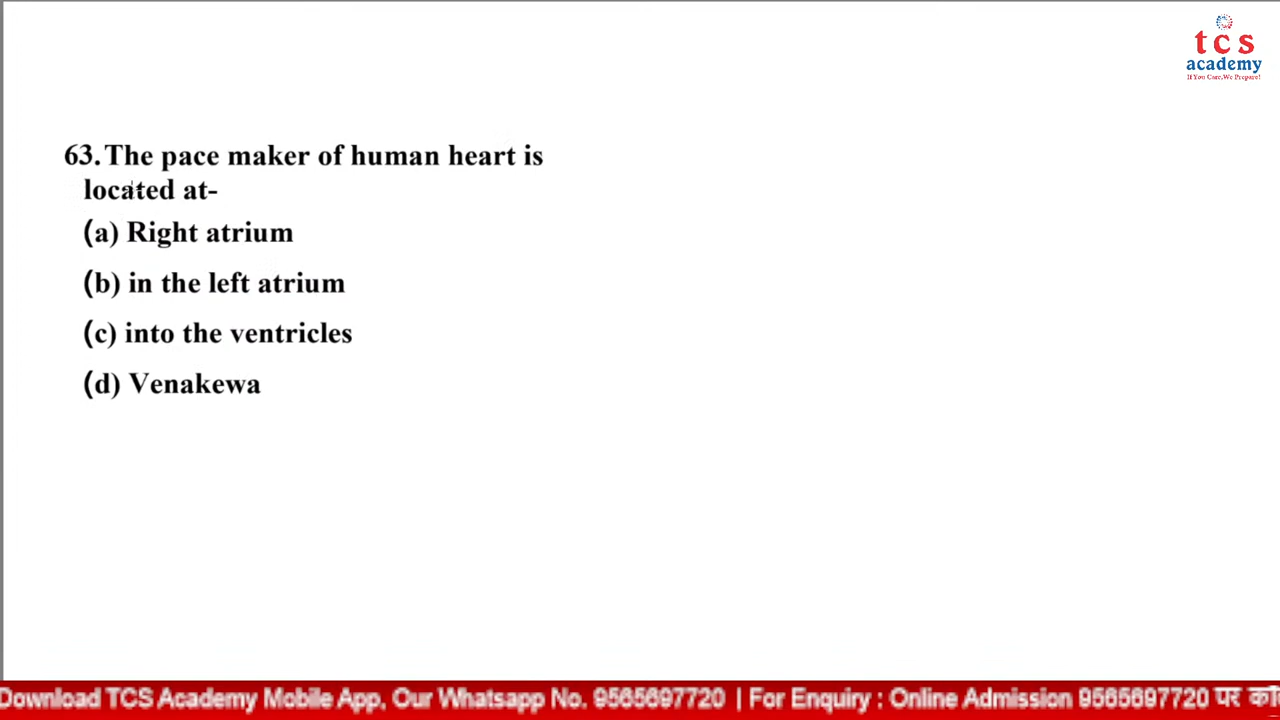 tcs
academy
If You Care, We Prepare!
63. The pace maker of human heart is
located at-
(a) Right atrium
(b) in the left atrium
(c) into the ventricles
(d) Venakewa
Download TCS Academy Mobile App, Our Whatsapp No. 9565697720 | For Enquiry : Online Admission 9565697720 पर